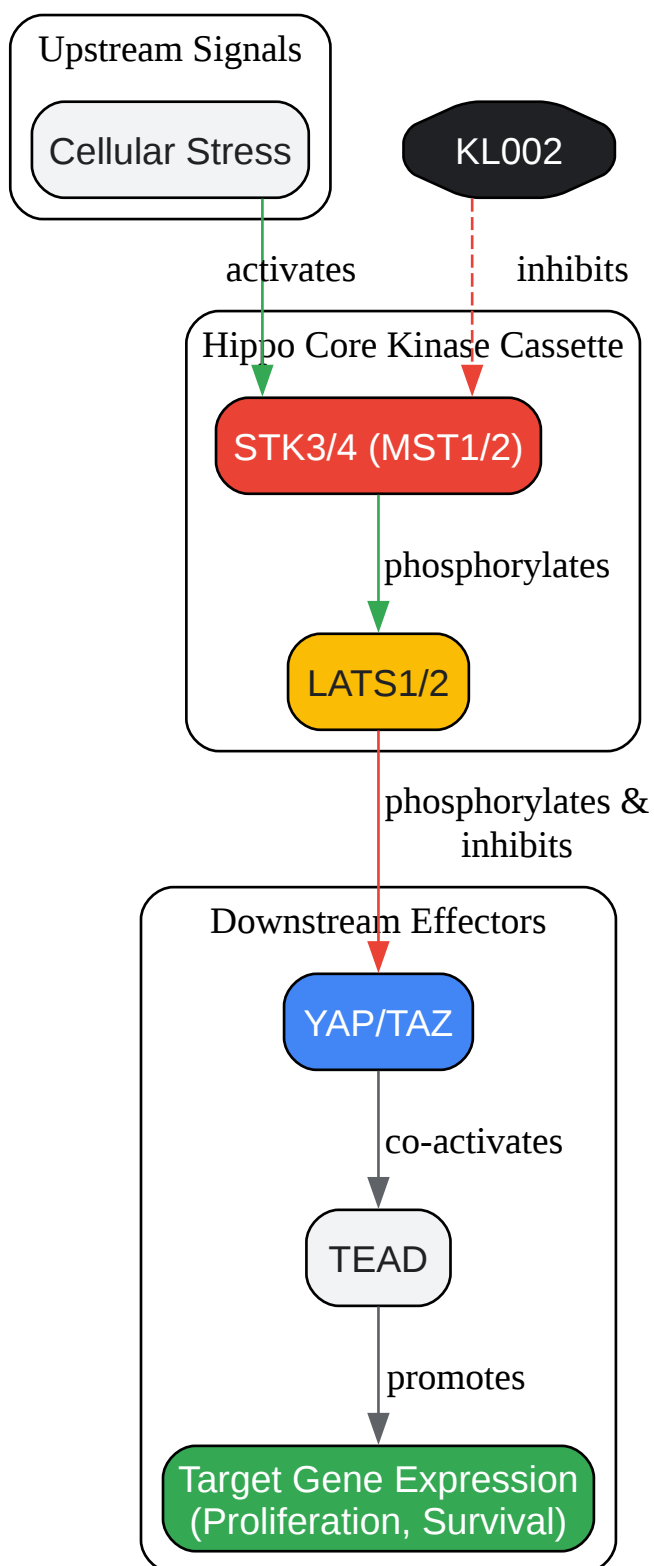 Upstream Signals
Cellular Stress
KL002
activates
inhibits
Hippo Core Kinase Cassette
STK3/4 (MST1/2)
phosphorylates
LATS1/2
phosphorylates &
inhibits
Downstream Effectors
YAP/TAZ
co-activates
TEAD
promotes
Target Gene Expression
(Proliferation, Survival)